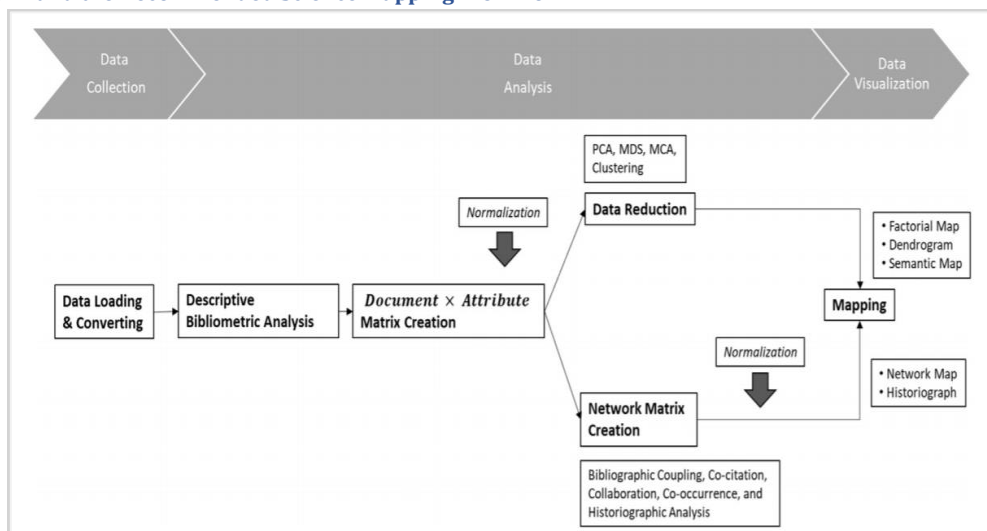 Data
Collection
Data
Analysis
Data
Visualization
PCA, MDS, MCA,
Clustering
Normalization
Data Reduction
• Factorial Map
• Dendrogram
• Semantic Map
Data Loading
& Converting
Descriptive
Bibliometric Analysis
Document × Attribute
Matrix Creation
Mapping
Normalization
• Network Map
• Historiograph
Network Matrix
Creation
Bibliographic Coupling, Co-citation,
Collaboration, Co-occurrence, and
Historiographic Analysis